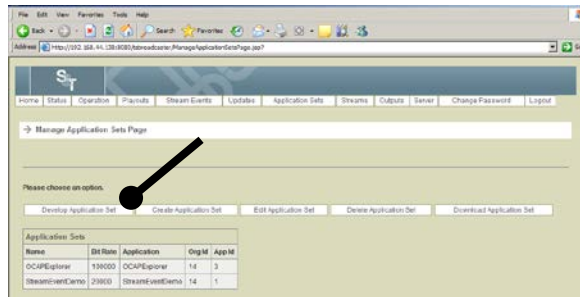 File Edit View Favorites Tools Help
Back Search Favorites
Address http://192.168.44.138:8080/tsbroadcaster/ManageApplicationSetsPage.jsp?
ST
Home Status Operation Playouts Stream Events Updates Application Sets Streams Outputs Server Change Password Logout
Manage Application Sets Page
Please choose an option.
Develop Application Set Create Application Set Edit Application Set Delete Application Set Download Application Set
Application Sets
Name Bit Rate Application Org Id App Id
OCAPExplorer 100000 OCAPExplorer 14 3
StreamEventDemo 20000 StreamEventDemo 14 1